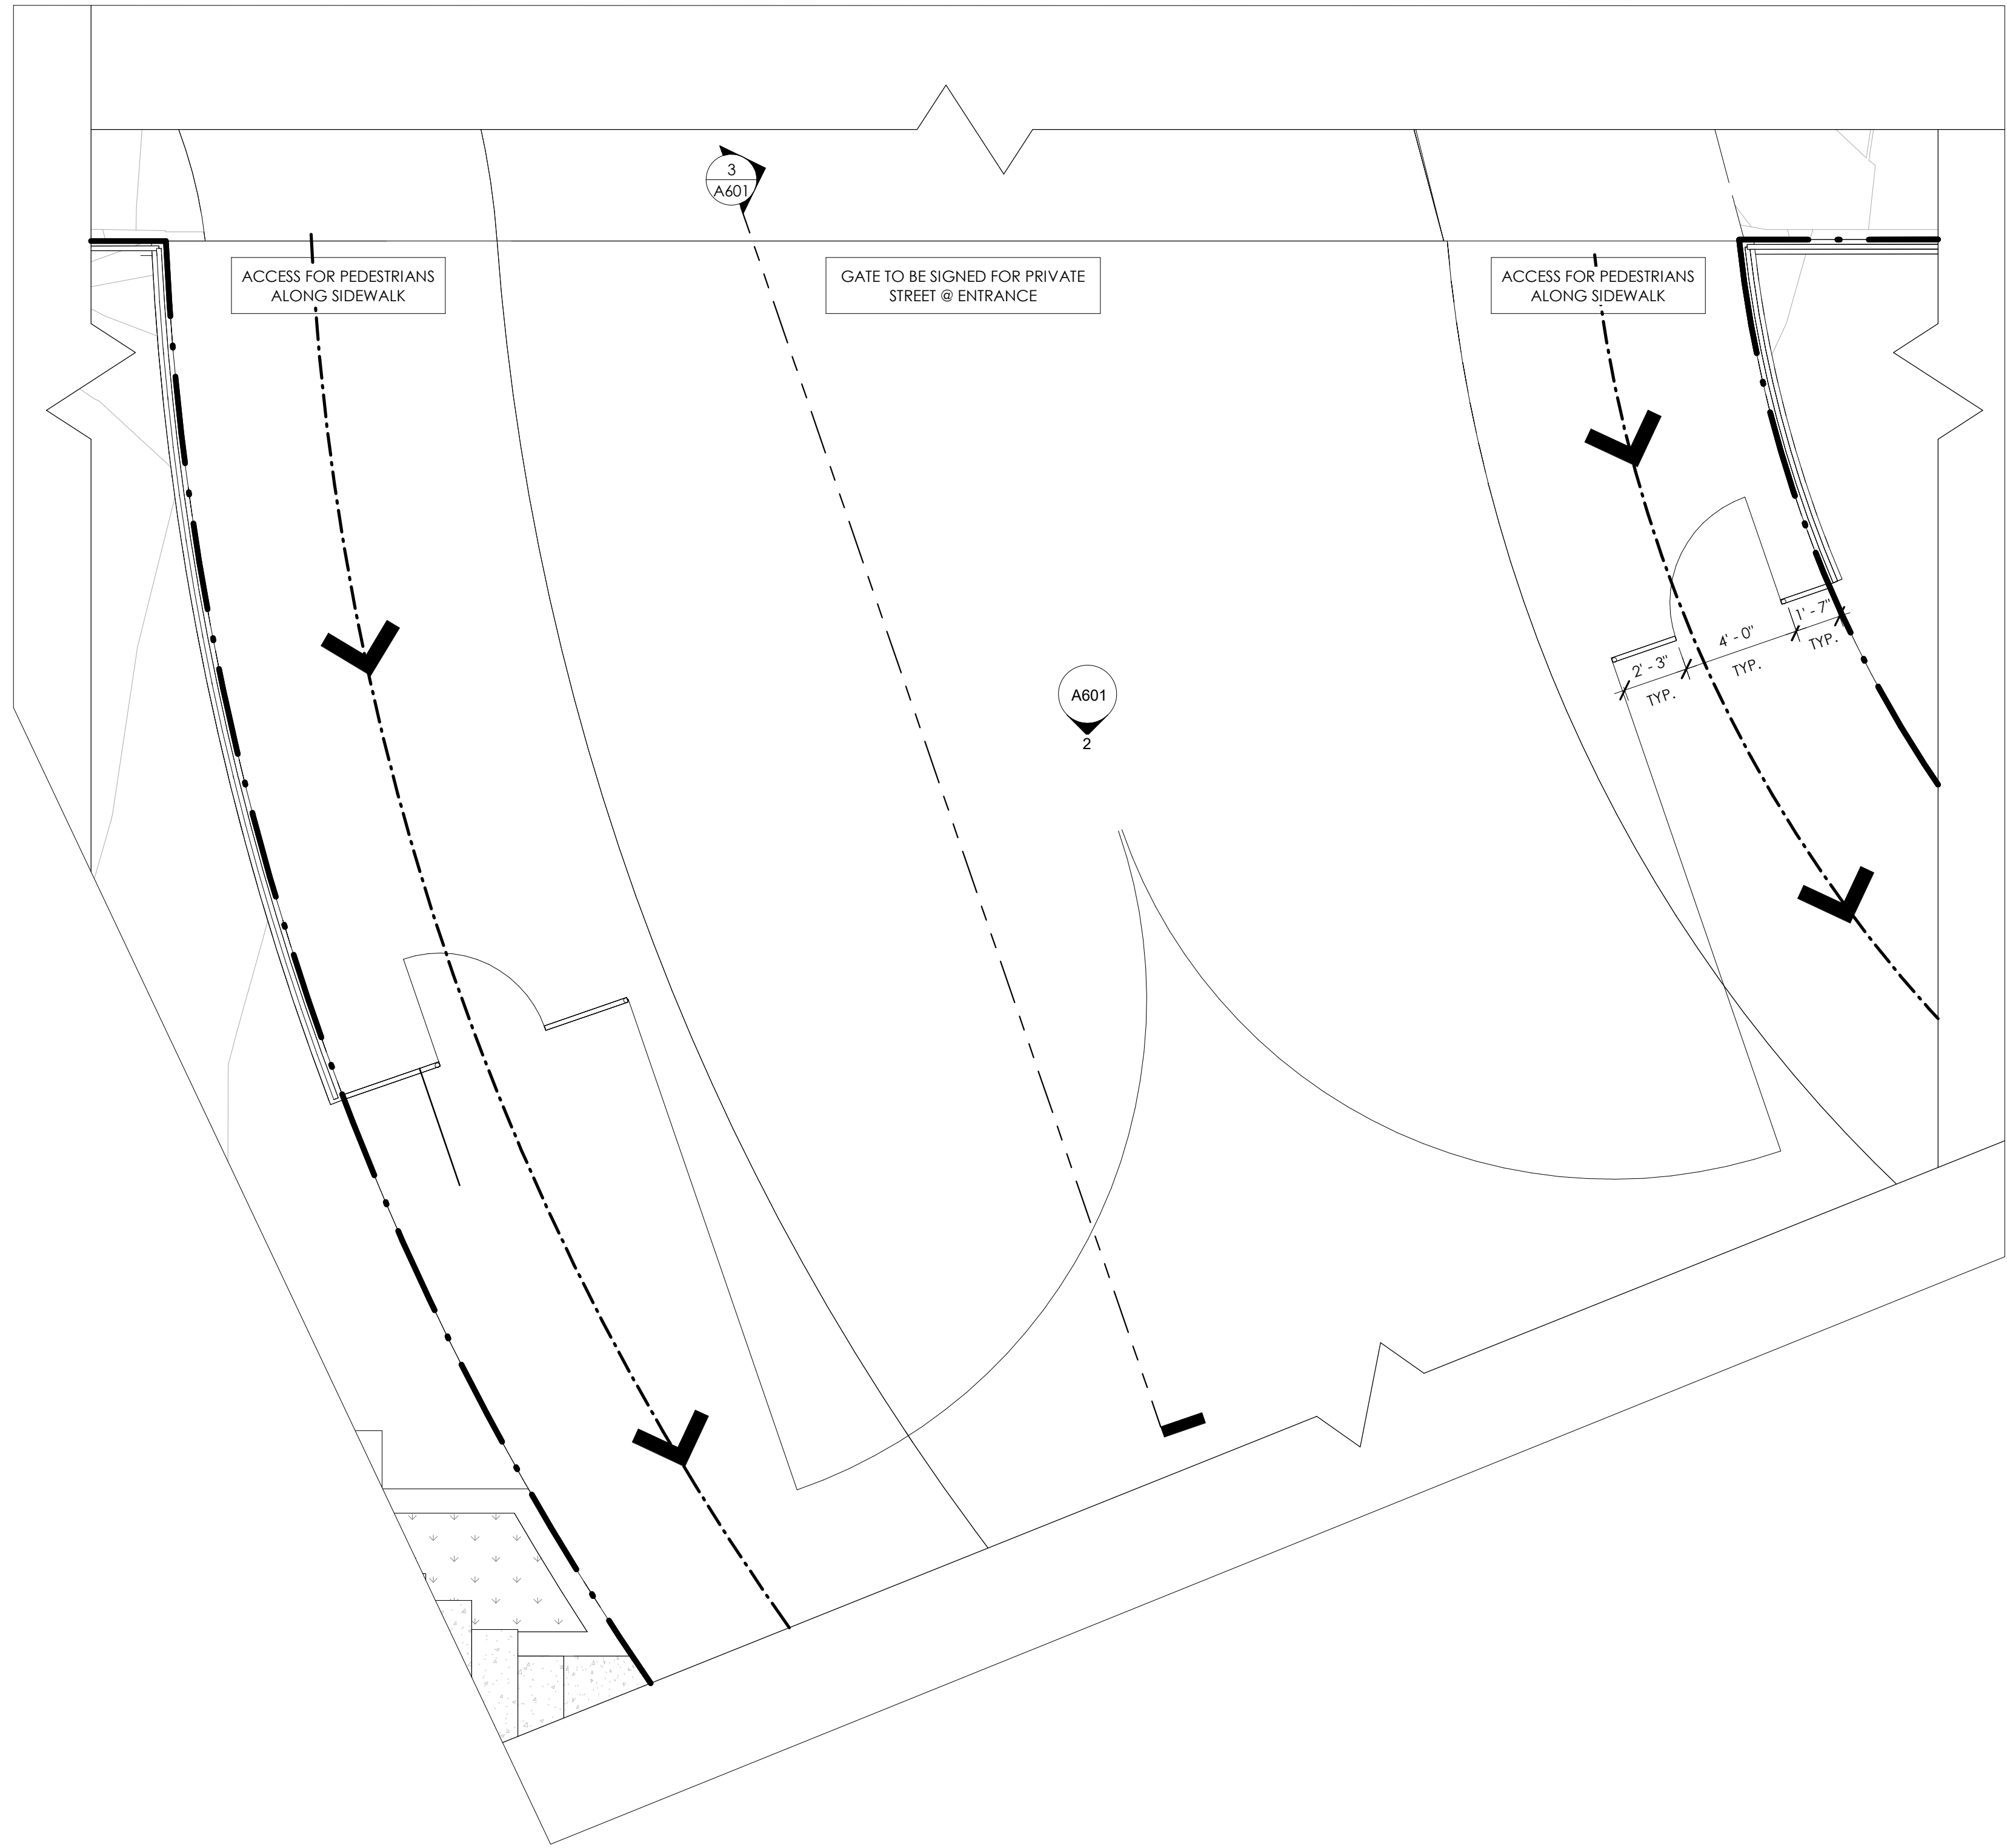 3
A601
ACCESS FOR PEDESTRIANS
ALONG SIDEWALK
GATE TO BE SIGNED FOR PRIVATE
STREET @ ENTRANCE
ACCESS FOR PEDESTRIANS
ALONG SIDEWALK
2' - 3"
TYP.
4' - 0"
TYP.
1' - 7"
TYP.
A601
2